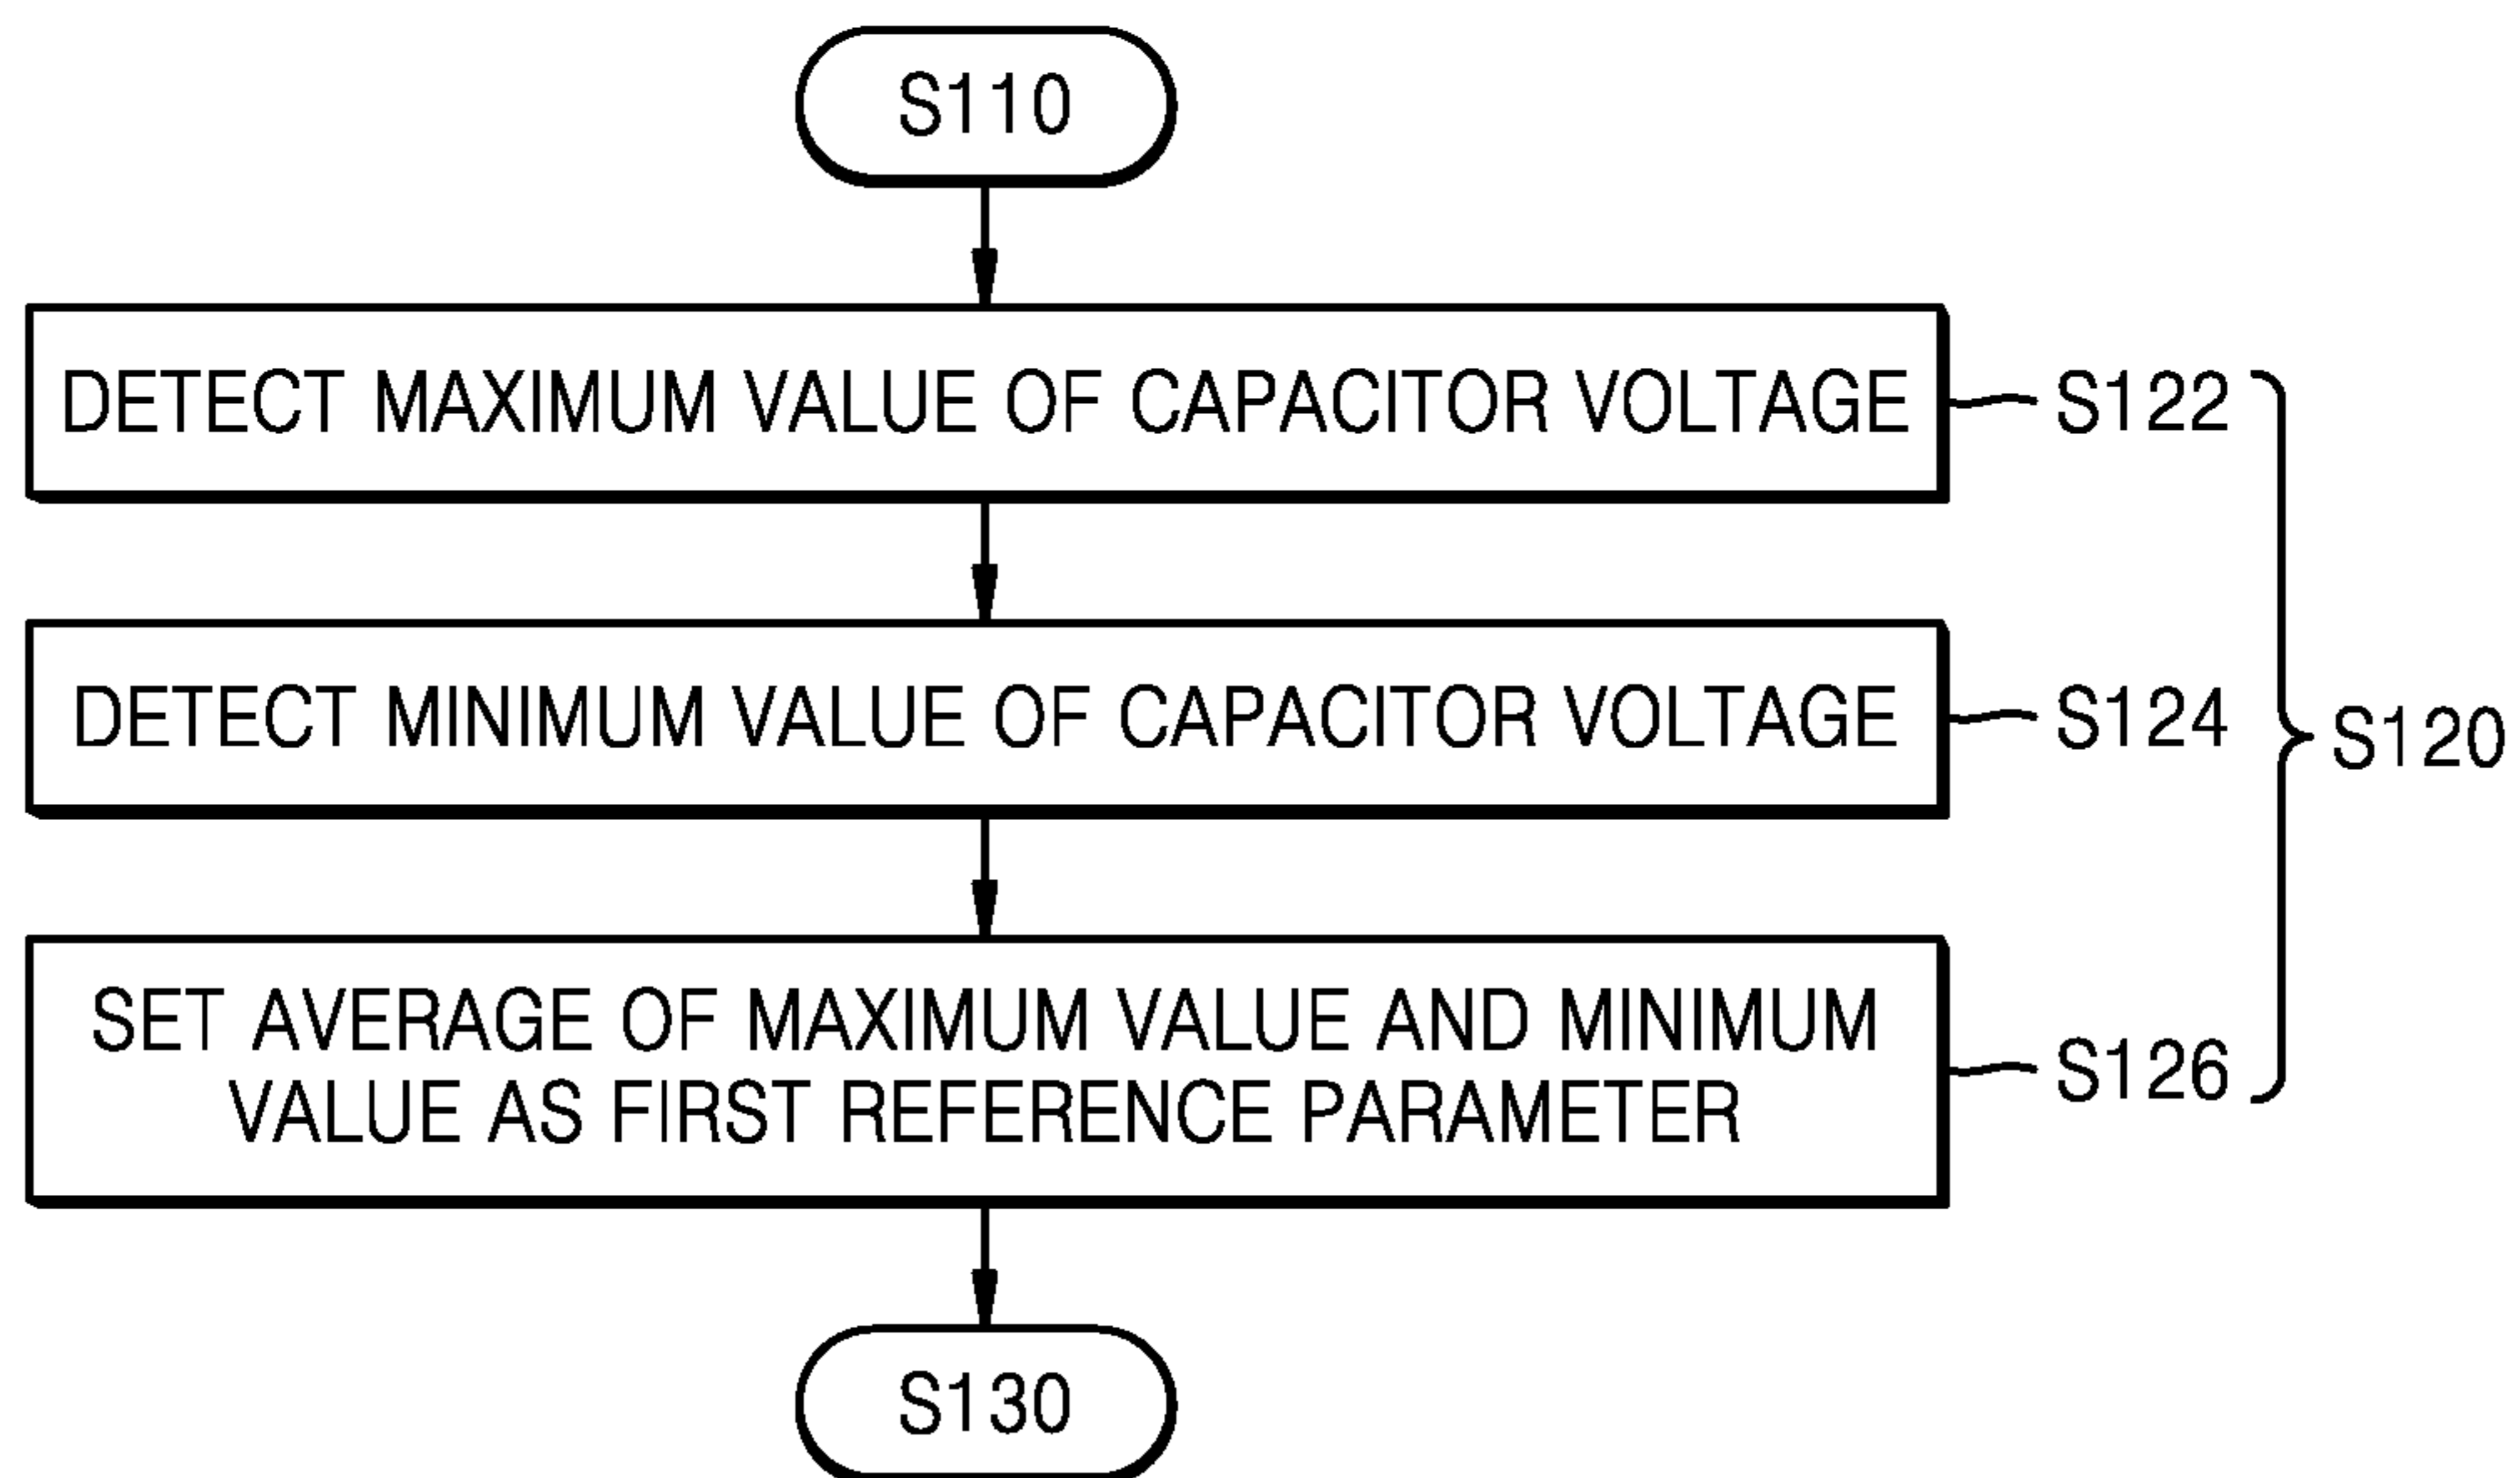 S110
DETECT MAXIMUM VALUE OF CAPACITOR VOLTAGE
S122
DETECT MINIMUM VALUE OF CAPACITOR VOLTAGE
S124
S120
SET AVERAGE OF MAXIMUM VALUE AND MINIMUM
VALUE AS FIRST REFERENCE PARAMETER
S126
S130